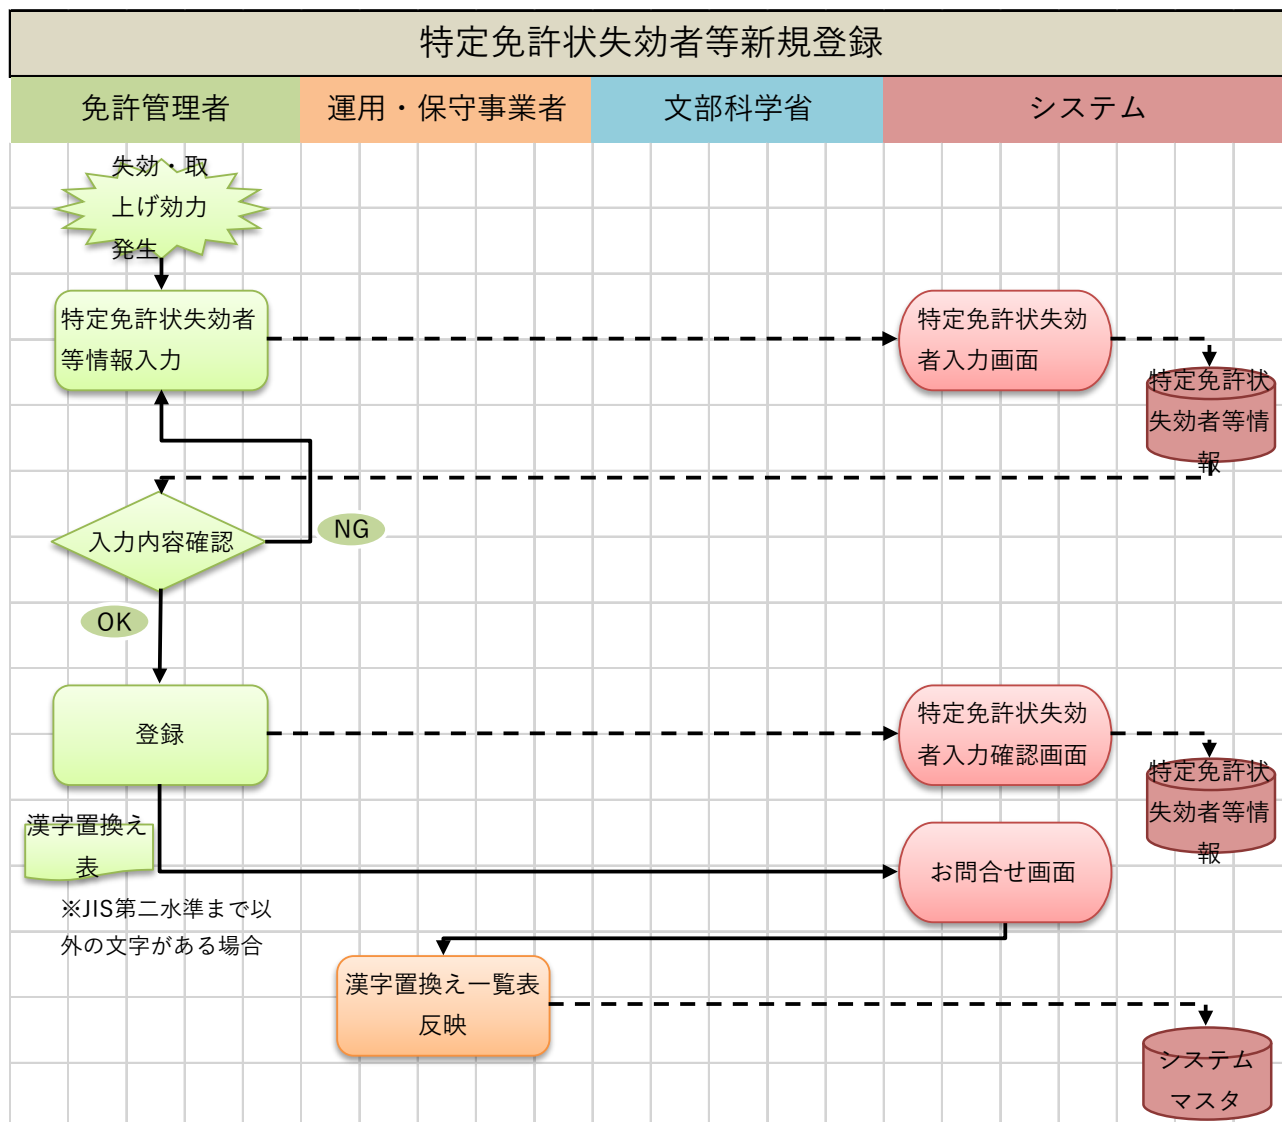 特定免許状失効者等新規登録
免許管理者
運用・保守事業者
文部科学省
システム
失効・取
上げ効力
発生
特定免許状失効者
等情報入力
特定免許状失効
者入力画面
特定免許状
失効者等情
報
入力内容確認
NG
OK
登録
特定免許状失効
者入力確認画面
特定免許状
失効者等情
報
漢字置換え
表
お問合せ画面
※JIS第二水準まで以
外の文字がある場合
漢字置換え一覧表
反映
システム
マスタ